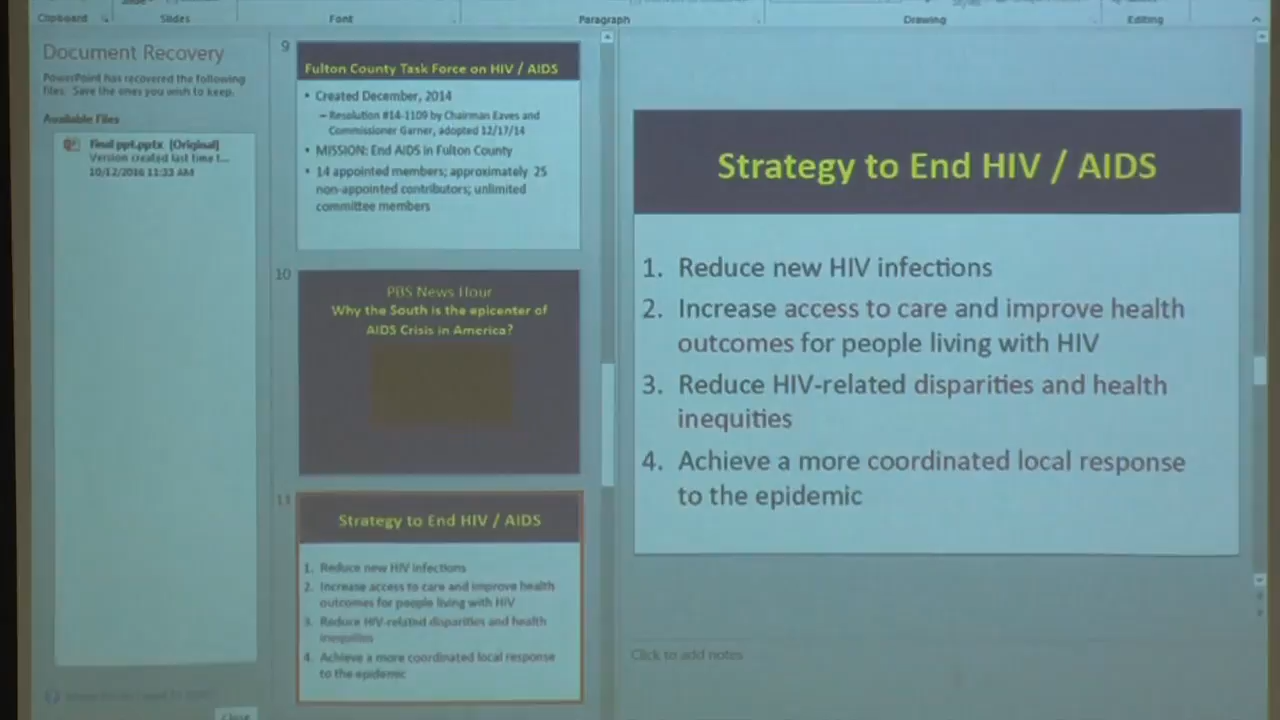 Clipboard
Slides
Font
Paragraph
Drawing
Editing
Document Recovery
PowerPoint has recovered the following
files. Save the ones you wish to keep.
Available Files
final ppt.pptx [Original]
Version created last time t...
10/12/2016 11:33 AM
Close
9
Fulton County Task Force on HIV / AIDS
• Created December, 2014
– Resolution #14-1109 by Chairman Eaves and
Commissioner Garner, adopted 12/17/14
• MISSION: End AIDS in Fulton County
• 14 appointed members; approximately 25
non-appointed contributors; unlimited
committee members
10
PBS News Hour
Why the South is the epicenter of
AIDS Crisis in America?
11
Strategy to End HIV / AIDS
1. Reduce new HIV infections
2. Increase access to care and improve health
outcomes for people living with HIV
3. Reduce HIV-related disparities and health
inequities
4. Achieve a more coordinated local response
to the epidemic
Strategy to End HIV / AIDS
1. Reduce new HIV infections
2. Increase access to care and improve health
outcomes for people living with HIV
3. Reduce HIV-related disparities and health
inequities
4. Achieve a more coordinated local response
to the epidemic
Click to add notes